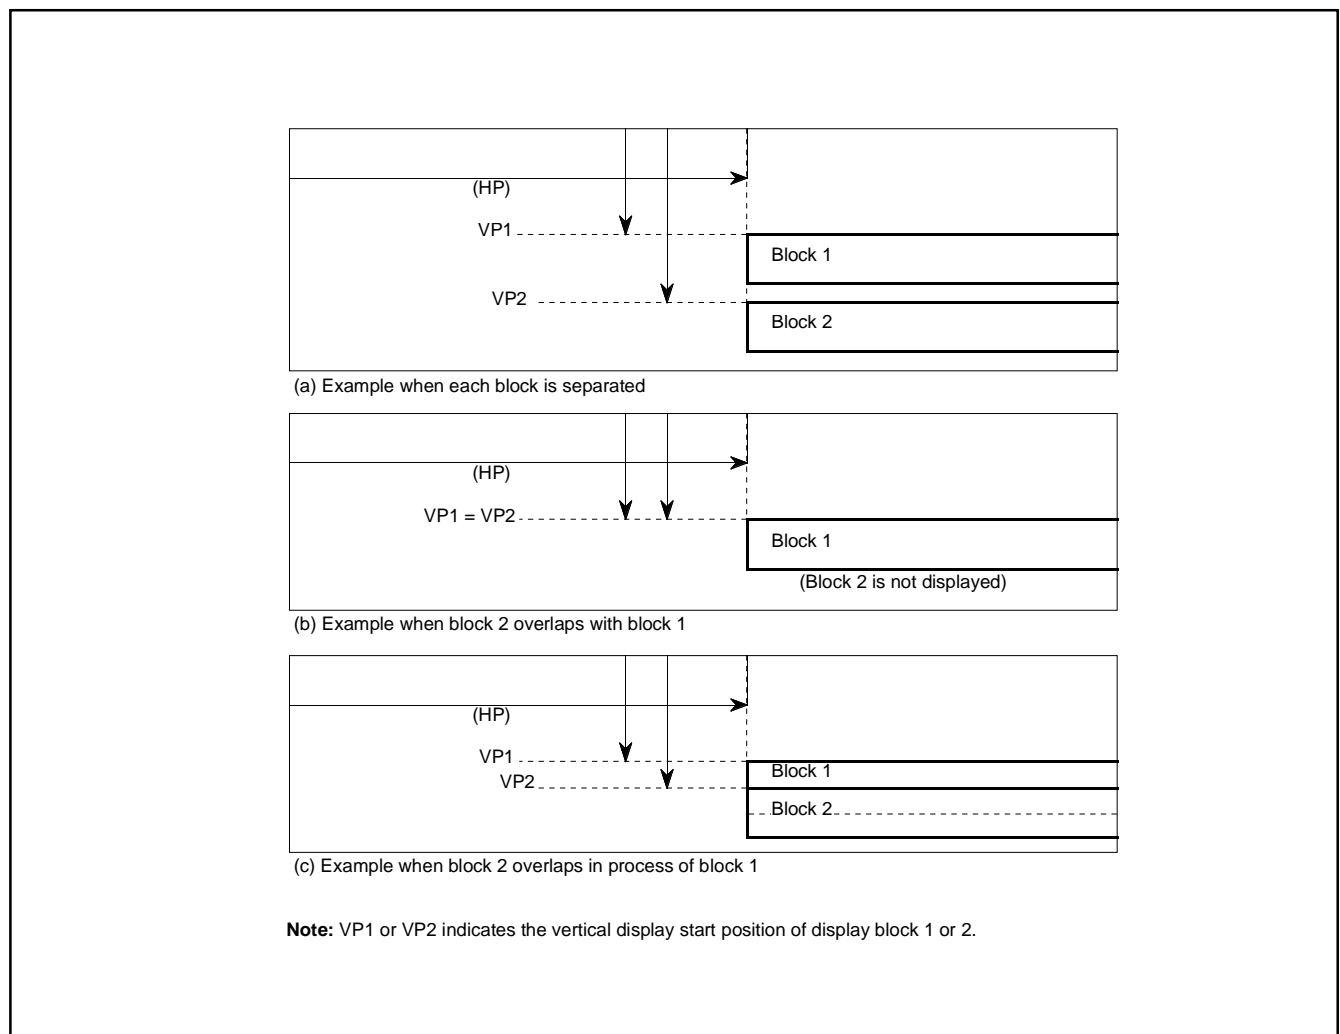 (HP)
VP1
Block 1
VP2
Block 2
(a) Example when each block is separated
(HP)
VP1 = VP2
Block 1
(Block 2 is not displayed)
(b) Example when block 2 overlaps with block 1
(HP)
VP1
Block 1
VP2
Block 2
(c) Example when block 2 overlaps in process of block 1
Note: VP1 or VP2 indicates the vertical display start position of display block 1 or 2.